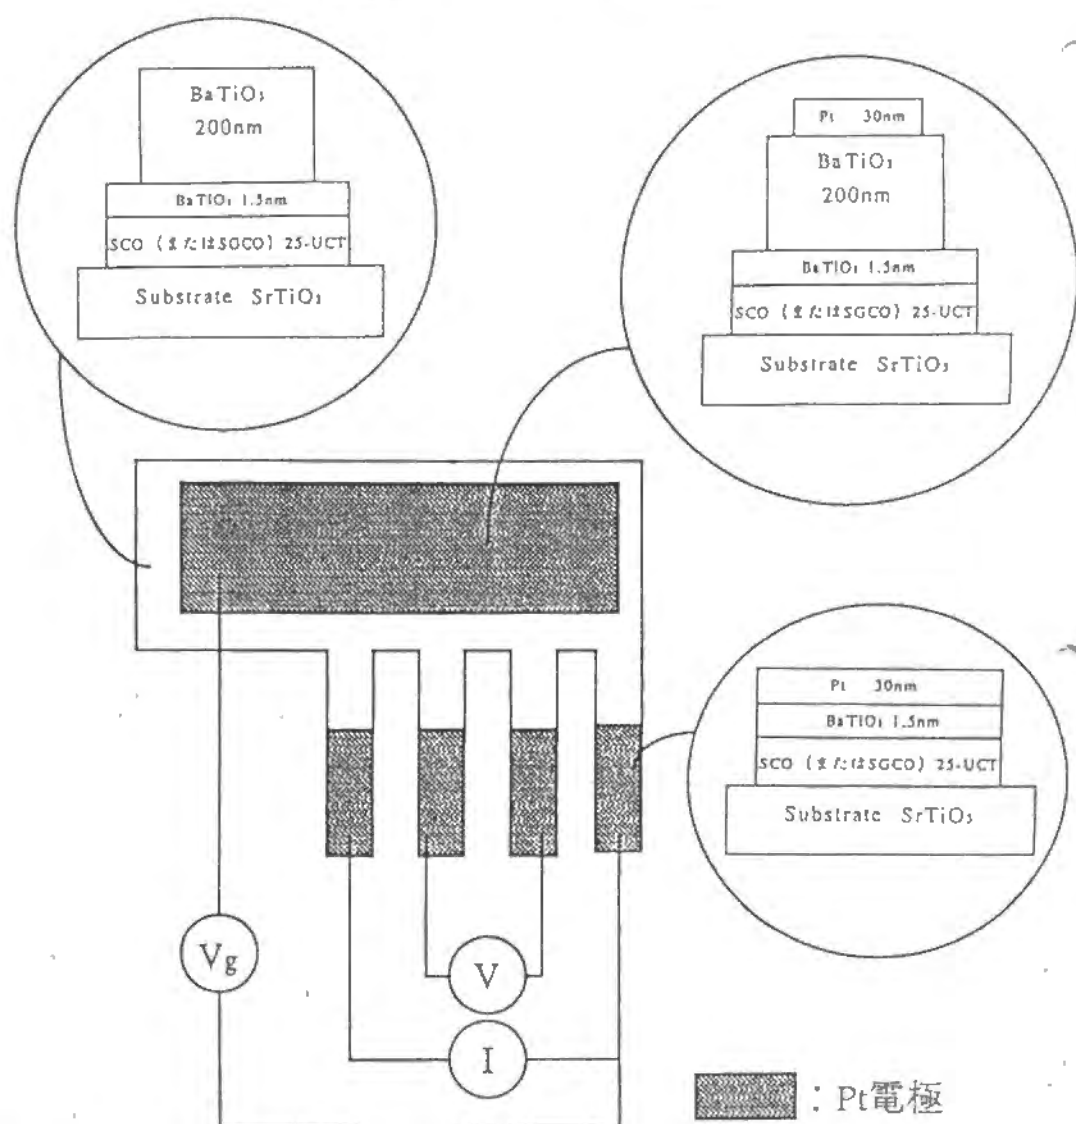 BaTiO₃
200nm
BaTiO₃ 1.5nm
SCO (またはSGCO) 25-UCT
Substrate SrTiO₃
Pt 30nm
BaTiO₃
200nm
BaTiO₃ 1.5nm
SCO (またはSGCO) 25-UCT
Substrate SrTiO₃
Pt 30nm
BaTiO₃ 1.5nm
SCO (またはSGCO) 25-UCT
Substrate SrTiO₃
Vg
V
I
: Pt電極